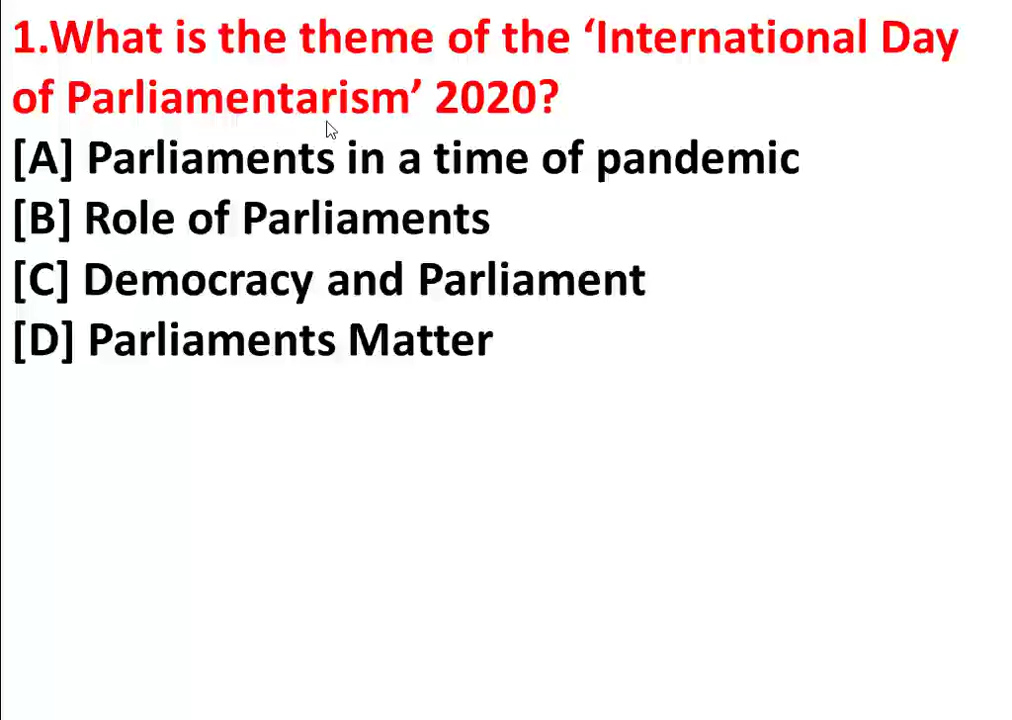 1.What is the theme of the ‘International Day
of Parliamentarism’ 2020?
[A] Parliaments in a time of pandemic
[B] Role of Parliaments
[C] Democracy and Parliament
[D] Parliaments Matter